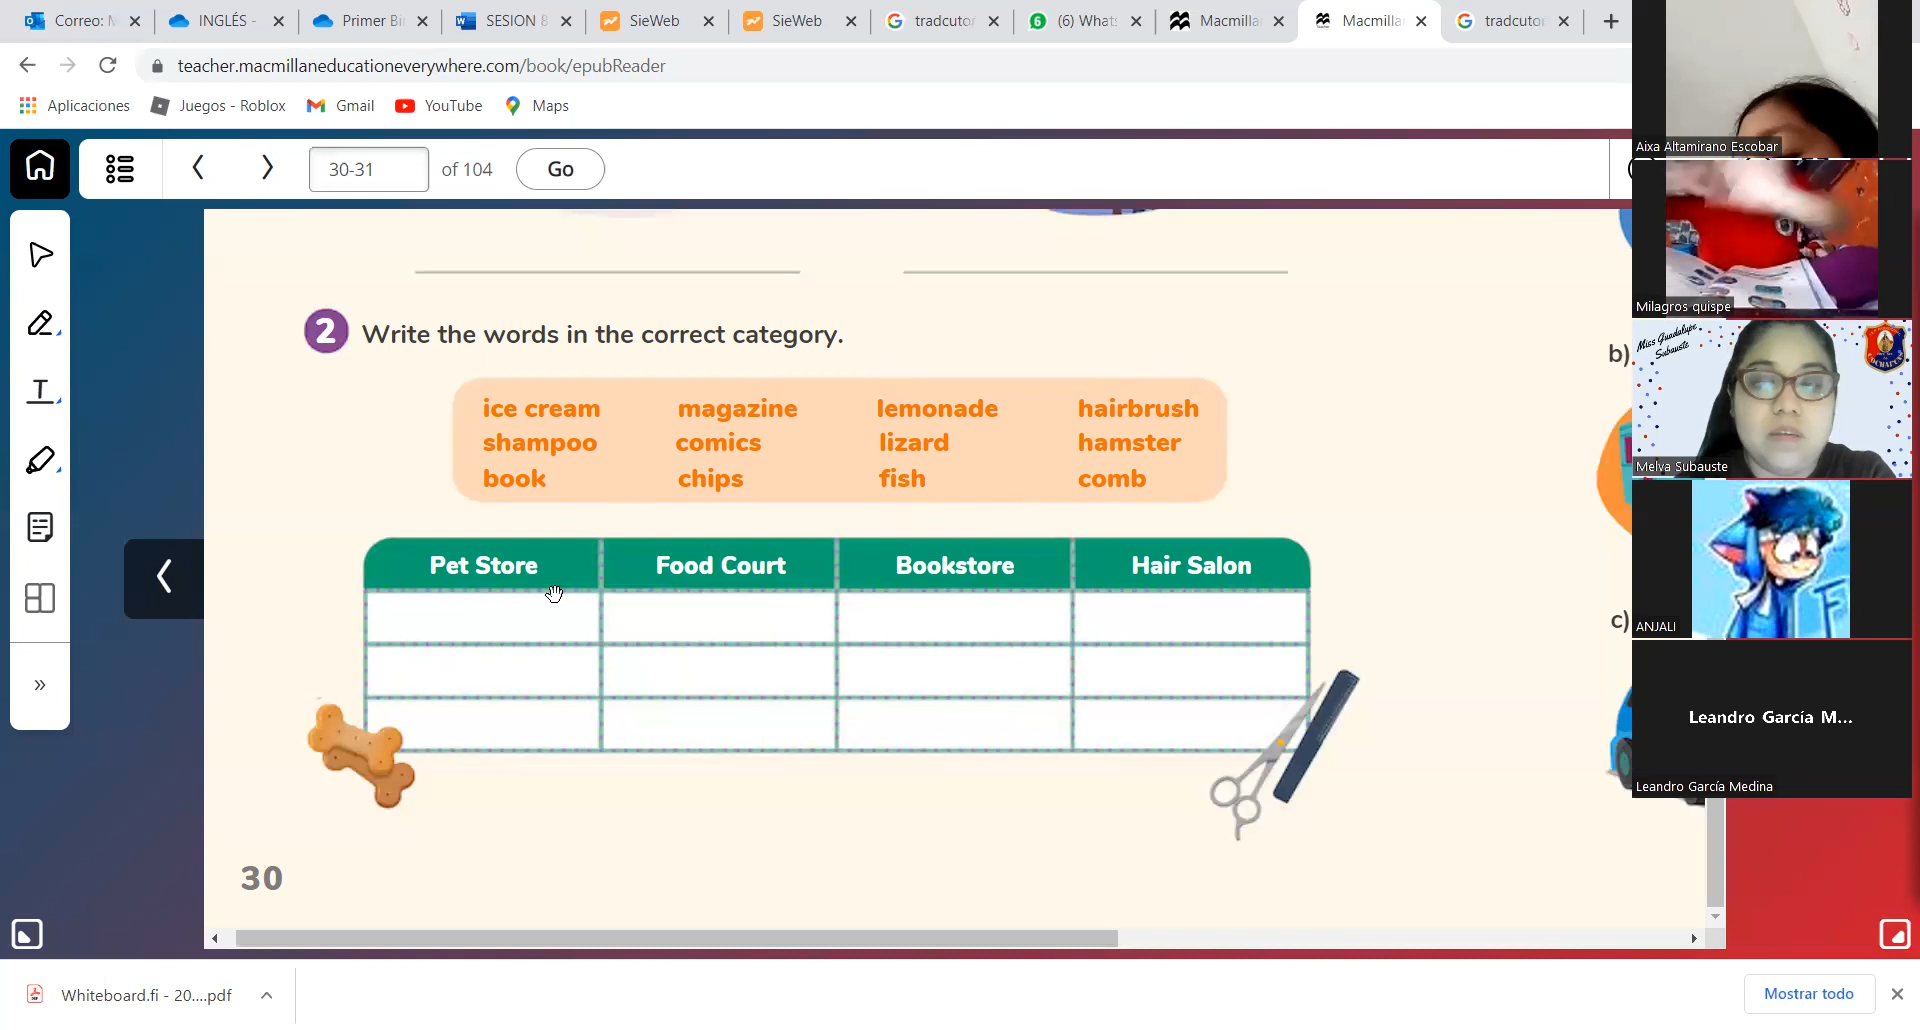 Correo: M
INGLÉS -
Primer Bi
SESION 8
SieWeb
SieWeb
tradcutor
(6) What
Macmilla
Macmilla
tradcuto
teacher.macmillaneducationeverywhere.com/book/epubReader
Aplicaciones
Juegos - Roblox
Gmail
YouTube
Maps
30-31
of 104
Go
2 Write the words in the correct category.
ice cream magazine lemonade hairbrush
shampoo comics lizard hamster
book chips fish comb
Pet Store Food Court Bookstore Hair Salon
30
b)
c)
T
»
Aixa Altamirano Escobar
Milagros quispe
Miss Guadalupe
Subauste
Melva Subauste
ANJALI
Leandro García M...
Leandro García Medina
Whiteboard.fi - 20....pdf
Mostrar todo